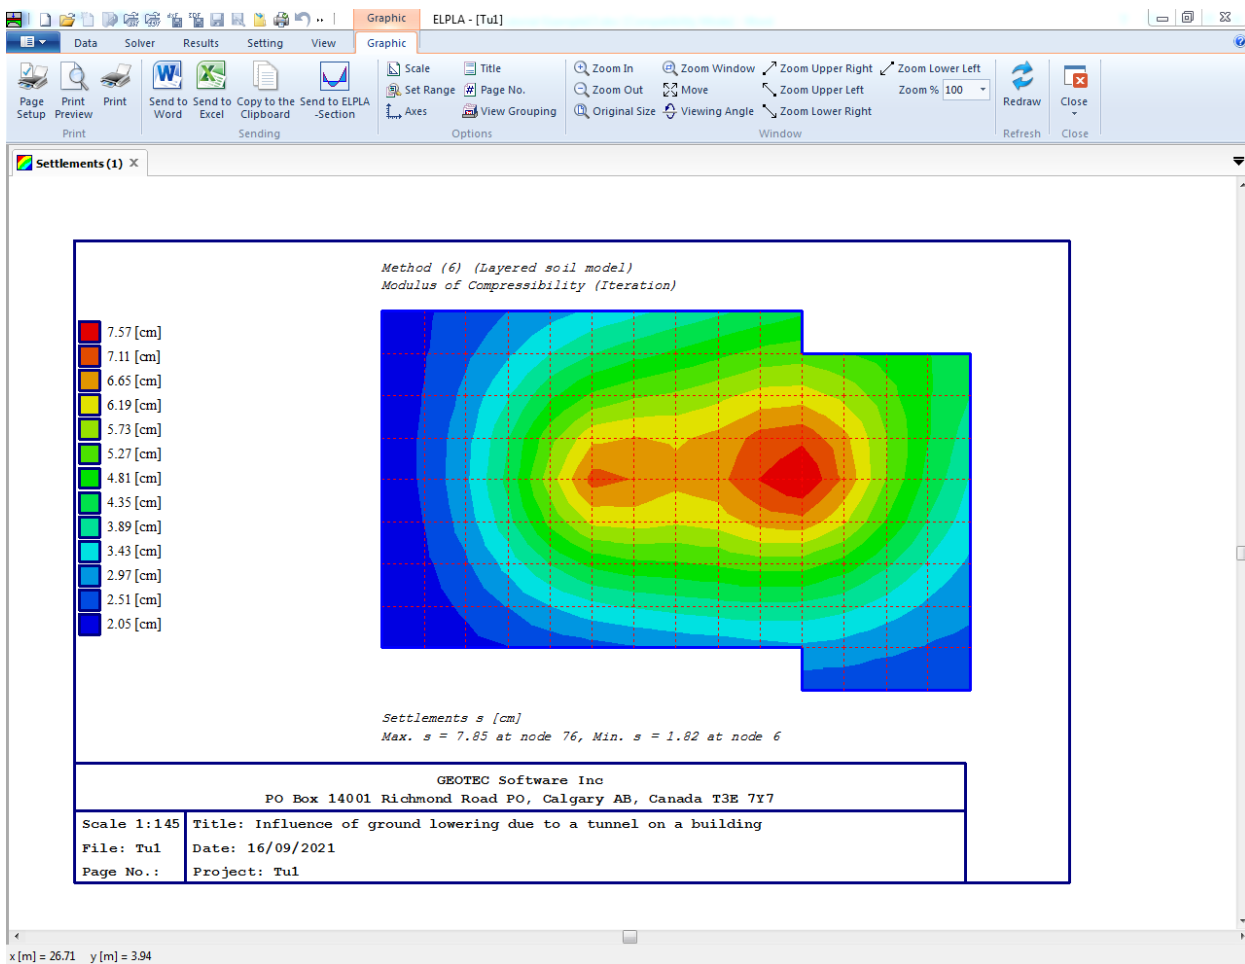 Graphic
ELPLA - [Tu1]
Data
Solver
Results
Setting
View
Graphic
Page Setup
Print Preview
Print
Print
Send to Word
Send to Excel
Copy to the Clipboard
Send to ELPLA -Section
Sending
Scale
Set Range
Axes
Title
Page No.
View Grouping
Options
Zoom In
Zoom Out
Original Size
Zoom Window
Move
Viewing Angle
Zoom Upper Right
Zoom Upper Left
Zoom Lower Right
Zoom Lower Left
Zoom % 100
Window
Redraw
Refresh
Close
Close
Settlements (1)
Method (6) (Layered soil model)
Modulus of Compressibility (Iteration)
7.57 [cm]
7.11 [cm]
6.65 [cm]
6.19 [cm]
5.73 [cm]
5.27 [cm]
4.81 [cm]
4.35 [cm]
3.89 [cm]
3.43 [cm]
2.97 [cm]
2.51 [cm]
2.05 [cm]
Settlements s [cm]
Max. s = 7.85 at node 76, Min. s = 1.82 at node 6
GEOTEC Software Inc
PO Box 14001 Richmond Road PO, Calgary AB, Canada T3E 7Y7
Scale 1:145
Title: Influence of ground lowering due to a tunnel on a building
File: Tu1
Date: 16/09/2021
Page No.:
Project: Tu1
x [m] = 26.71 y [m] = 3.94